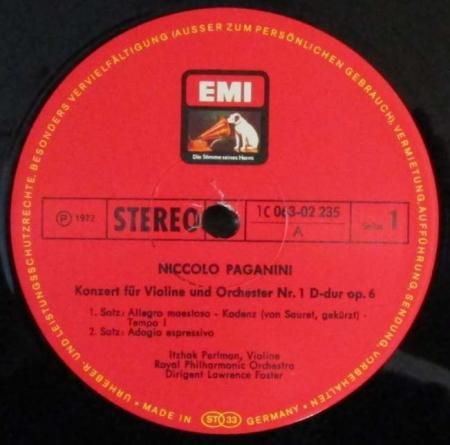 URHEBER- UND LEISTUNGSSCHUTZRECHTE, BESONDERS VERVIELFÄLTIGUNG (AUSSER ZUM PERSÖNLICHEN GEBRAUCH), VERMIETUNG, AUFFÜHRUNG, SENDUNG, VORBEHALTEN •
EMI
Die Stimme seines Herrn
Ⓟ 1972
STEREO
1C 063-02 235
A
Seite 1
NICCOLO PAGANINI
Konzert für Violine und Orchester Nr. 1 D-dur op. 6
1. Satz: Allegro maestoso - Kadenz (von Sauret, gekürzt) -
Tempo I
2. Satz: Adagio espressivo
Itzhak Perlman, Violine
Royal Philharmonic Orchestra
Dirigent Lawrence Foster
• MADE IN GERMANY •
ST 33